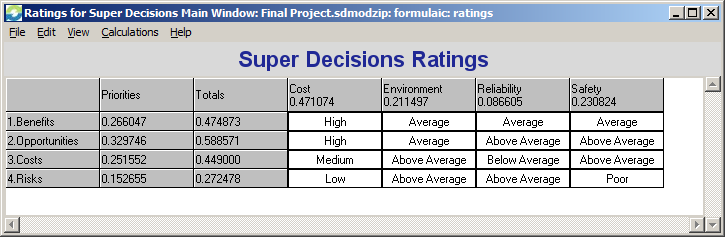 Ratings for Super Decisions Main Window: Final Project.sdmodzip: formulaic: ratings
File Edit View Calculations Help
Super Decisions Ratings
Priorities Totals Cost 0.471074 Environment 0.211497 Reliability 0.086605 Safety 0.230824
1.Benefits 0.266047 0.474873 High Average Average Average
2.Opportunities 0.329746 0.588571 High Average Above Average Above Average
3.Costs 0.251552 0.449000 Medium Above Average Below Average Above Average
4.Risks 0.152655 0.272478 Low Above Average Above Average Poor